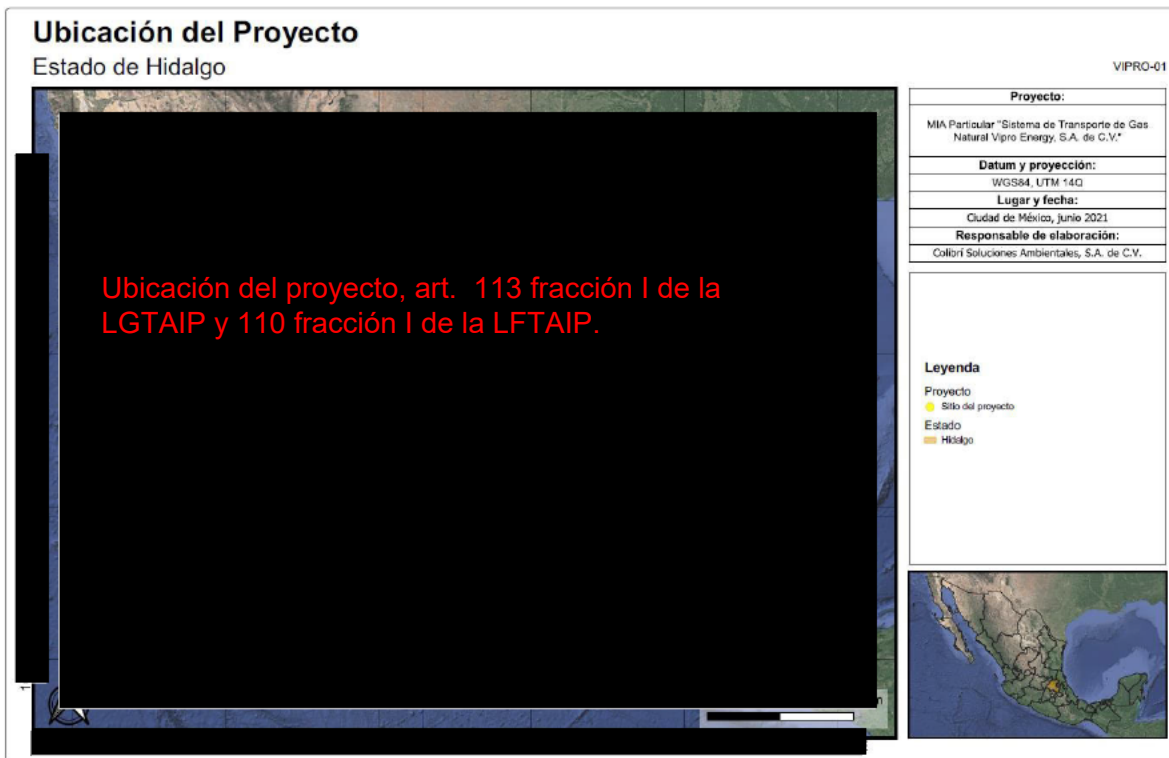 Ubicación del Proyecto
Estado de Hidalgo
VIPRO-01
Proyecto:
MIA Particular "Sistema de Transporte de Gas
Natural Vipro Energy, S.A. de C.V."
Datum y proyección:
WGS84, UTM 14Q
Lugar y fecha:
Ciudad de México, junio 2021
Responsable de elaboración:
Colibrí Soluciones Ambientales, S.A. de C.V.
Ubicación del proyecto, art. 113 fracción I de la
LGTAIP y 110 fracción I de la LFTAIP.
Leyenda
Proyecto
Sitio del proyecto
Estado
Hidalgo